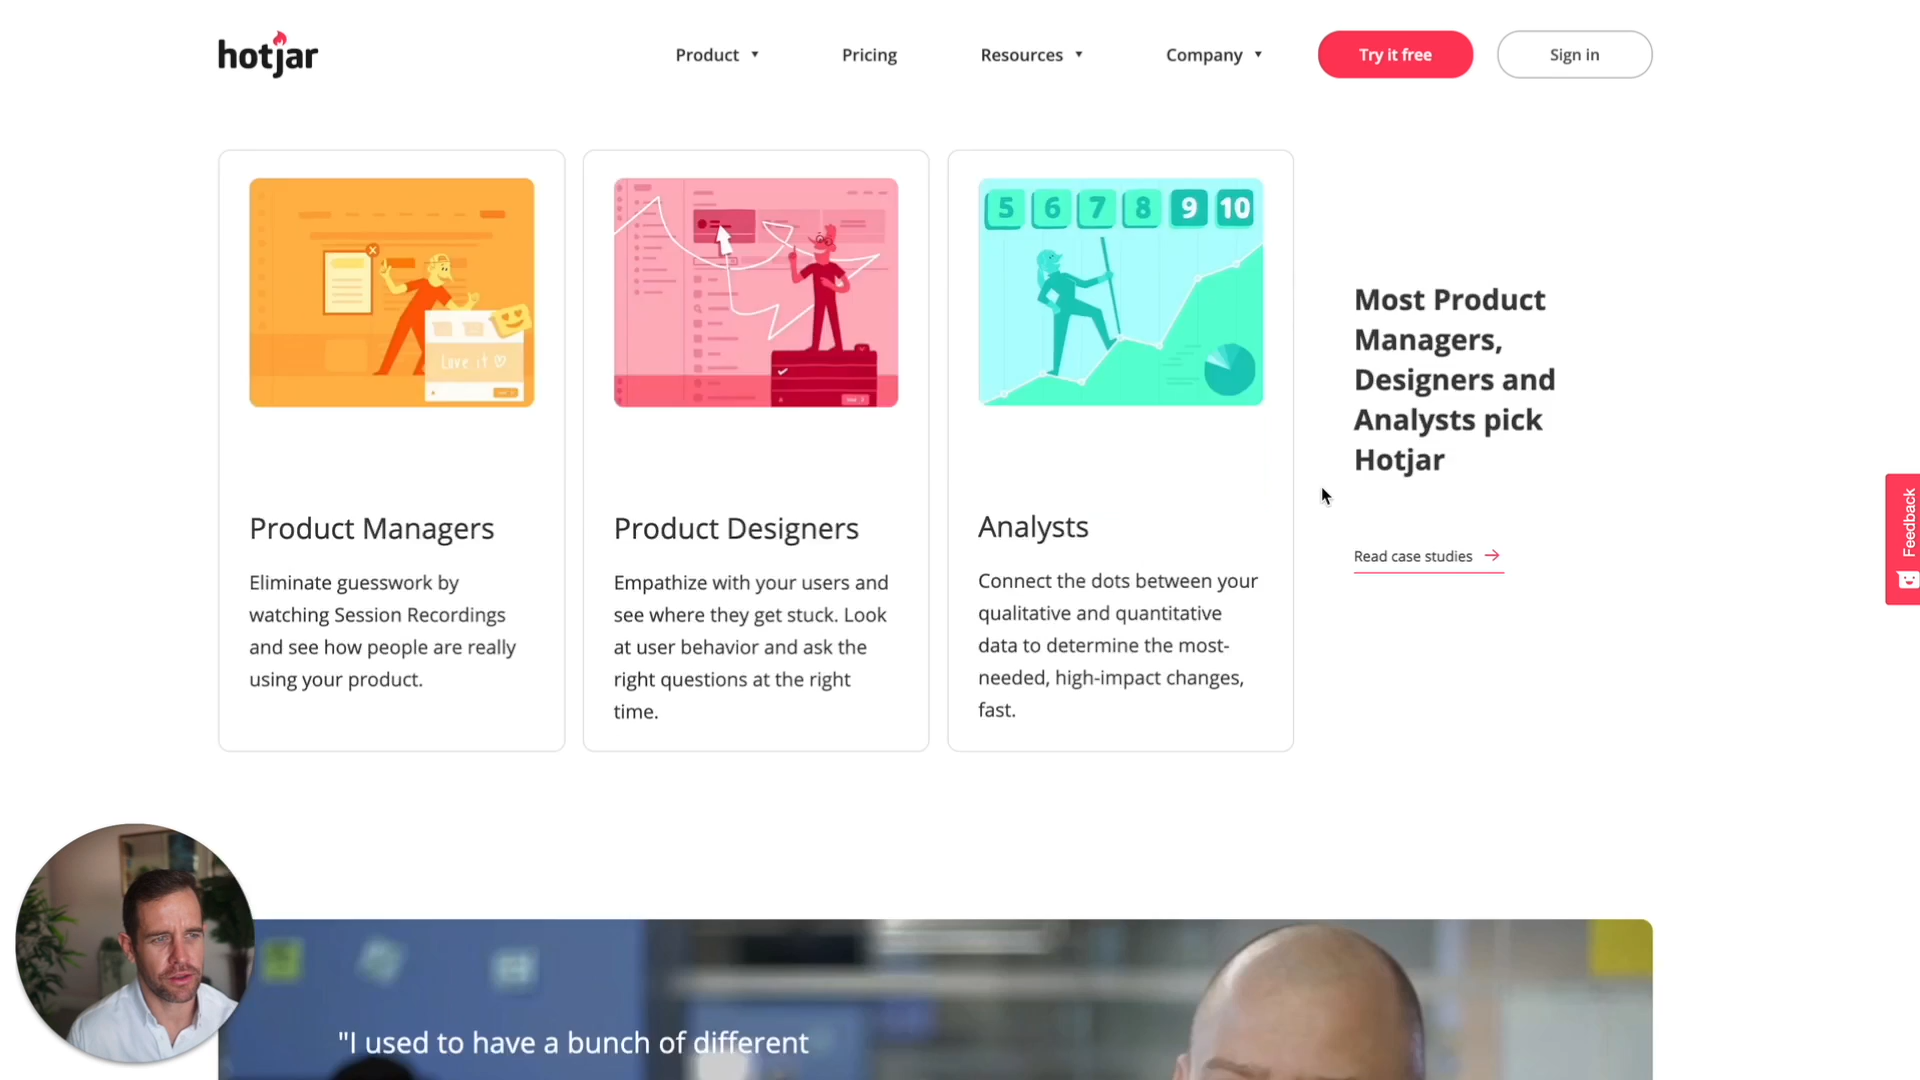 hotjar
Product
Pricing
Resources
Company
Try it free
Sign in
5 6 7 8 9 10
Love it
Most Product
Managers,
Designers and
Analysts pick
Hotjar
Read case studies
Product Managers
Eliminate guesswork by
watching Session Recordings
and see how people are really
using your product.
Product Designers
Empathize with your users and
see where they get stuck. Look
at user behavior and ask the
right questions at the right
time.
Analysts
Connect the dots between your
qualitative and quantitative
data to determine the most-
needed, high-impact changes,
fast.
Feedback
"I used to have a bunch of different